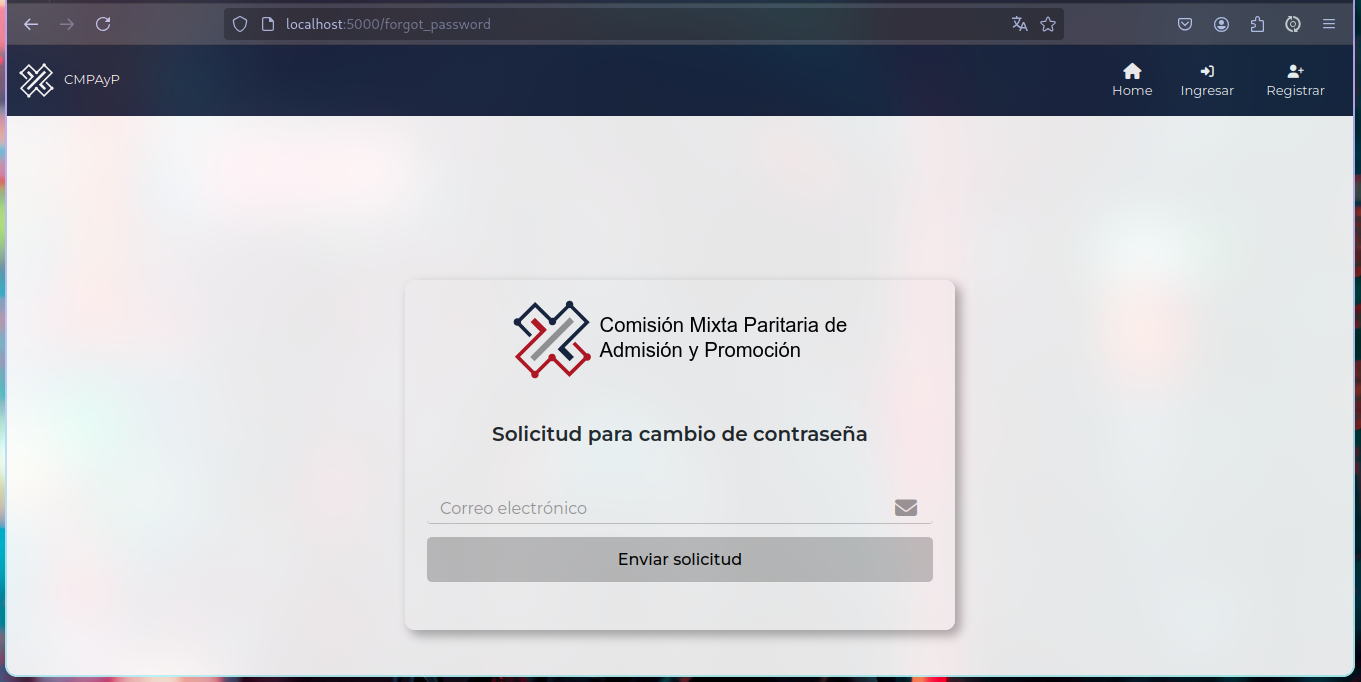 localhost:5000/forgot_password
CMPAyP
Home
Ingresar
Registrar
Comisión Mixta Paritaria de
Admisión y Promoción
Solicitud para cambio de contraseña
Correo electrónico
Enviar solicitud